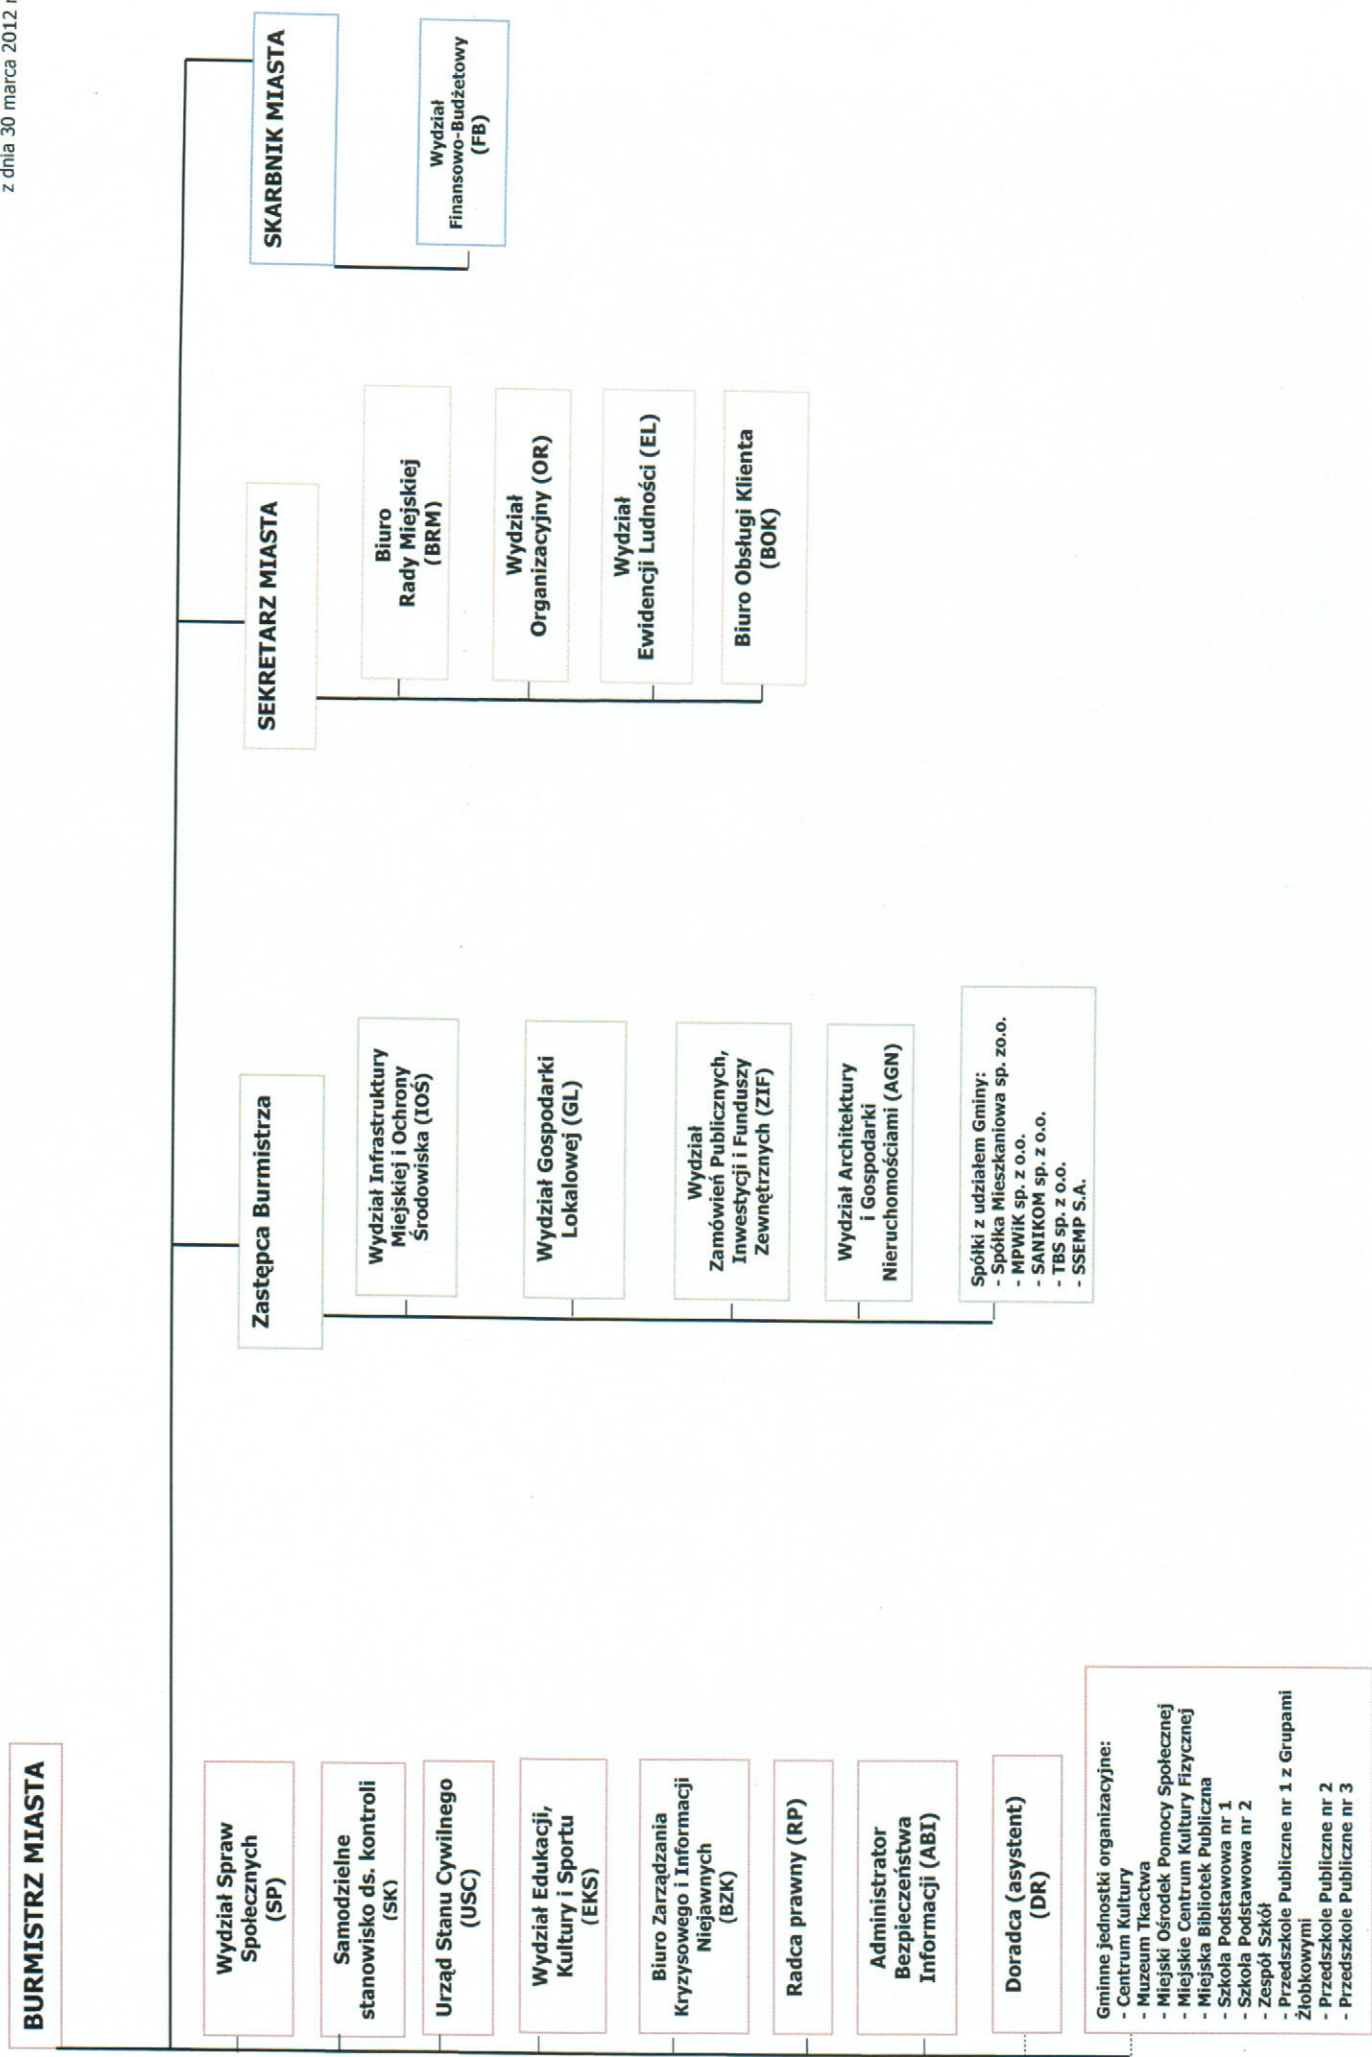 z dnia 30 marca 2012 r
BURMISTRZ MIASTA
Wydział Spraw
Społecznych
(SP)
Samodzielne
stanowisko ds. kontroli
(SK)
Urząd Stanu Cywilnego
(USC)
Wydział Edukacji,
Kultury i Sportu
(EKS)
Biuro Zarządzania
Kryzysowego i Informacji
Niejawnych
(BZK)
Radca prawny (RP)
Administrator
Bezpieczeństwa
Informacji (ABI)
Doradca (asystent)
(DR)
Gminne jednostki organizacyjne:
- Centrum Kultury
- Muzeum Tkactwa
- Miejski Ośrodek Pomocy Społecznej
- Miejskie Centrum Kultury Fizycznej
- Miejska Bibliotek Publiczna
- Szkoła Podstawowa nr 1
- Szkoła Podstawowa nr 2
- Zespół Szkół
- Przedszkole Publiczne nr 1 z Grupami
Żłobkowymi
- Przedszkole Publiczne nr 2
- Przedszkole Publiczne nr 3
Zastępca Burmistrza
Wydział Infrastruktury
Miejskiej i Ochrony
Środowiska (IOŚ)
Wydział Gospodarki
Lokalowej (GL)
Wydział
Zamówień Publicznych,
Inwestycji i Funduszy
Zewnętrznych (ZIF)
Wydział Architektury
i Gospodarki
Nieruchomościami (AGN)
Spółki z udziałem Gminy:
- Spółka Mieszkaniowa sp. zo.o.
- MPWiK sp. z o.o.
- SANIKOM sp. z o.o.
- TBS sp. z o.o.
- SSEMP S.A.
SEKRETARZ MIASTA
Biuro
Rady Miejskiej
(BRM)
Wydział
Organizacyjny (OR)
Wydział
Ewidencji Ludności (EL)
Biuro Obsługi Klienta
(BOK)
SKARBNIK MIASTA
Wydział
Finansowo-Budżetowy
(FB)